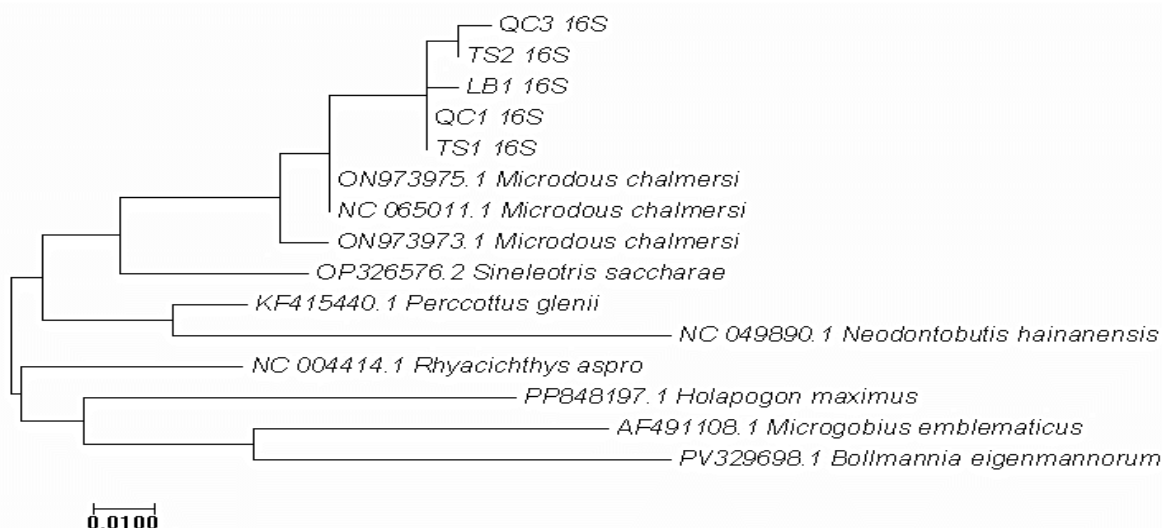 QC3 16S
TS2 16S
LB1 16S
QC1 16S
TS1 16S
ON973975.1 Microdous chalmersi
NC 065011.1 Microdous chalmersi
ON973973.1 Microdous chalmersi
OP326576.2 Sineleotris saccharae
KF415440.1 Perccottus glenii
NC 049890.1 Neodontobutis hainanensis
NC 004414.1 Rhyacichthys aspro
PP848197.1 Holapogon maximus
AF491108.1 Microgobius emblematicus
PV329698.1 Bollmannia eigenmannorum
0.0100